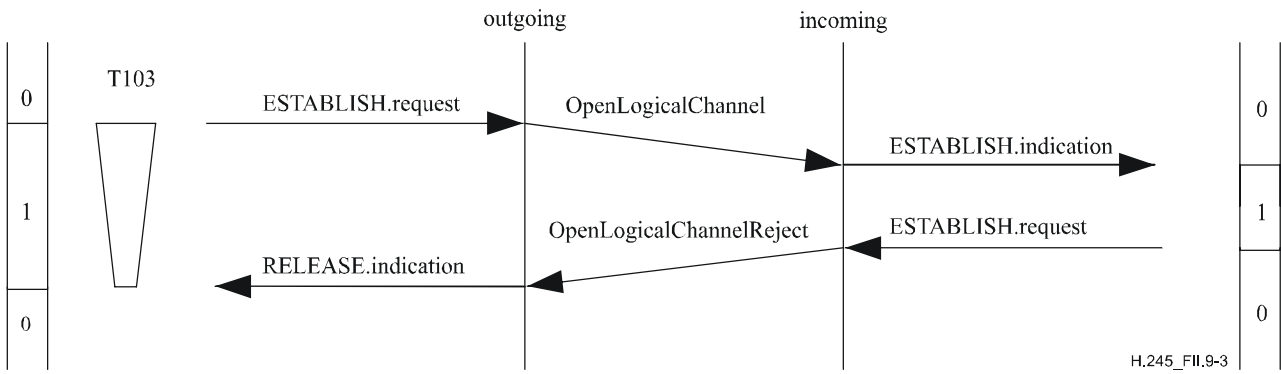 outgoing
incoming
T103
0
0
ESTABLISH.request
OpenLogicalChannel
ESTABLISH.indication
1
1
OpenLogicalChannelReject
ESTABLISH.request
RELEASE.indication
0
0
H.245_FII.9-3